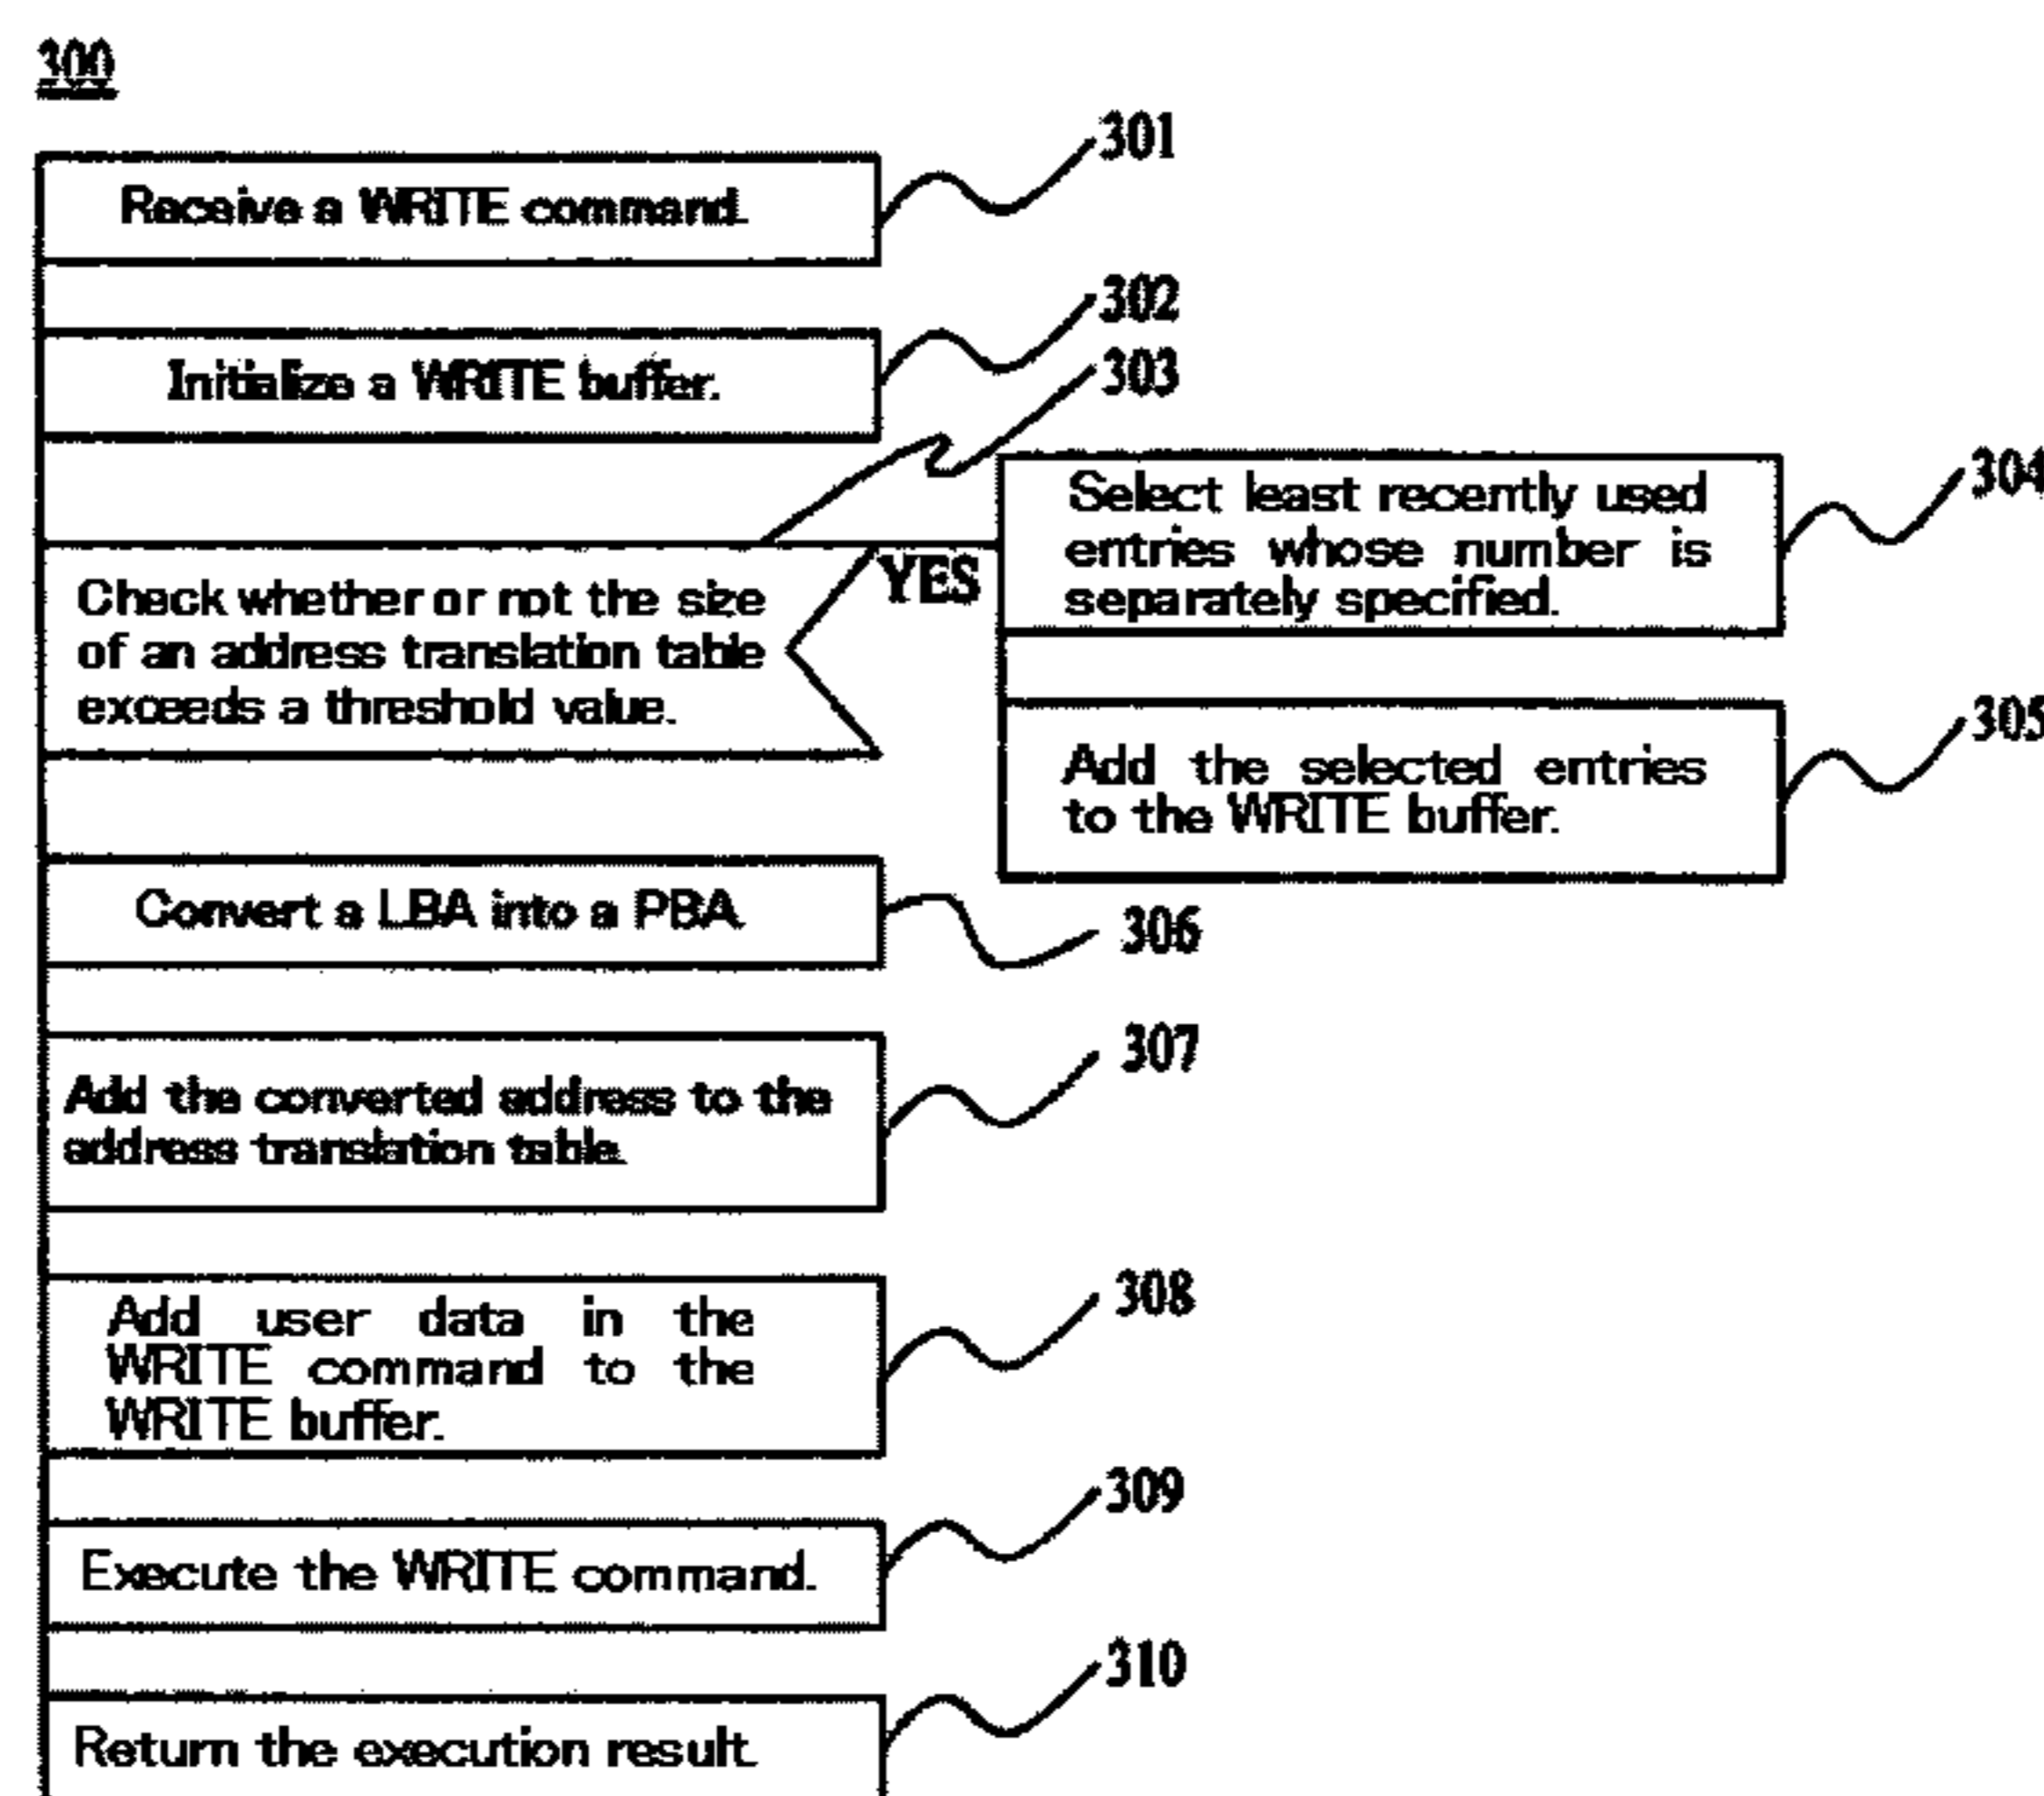 300
301
Receive a WRITE command.
302
Initialize a WRITE buffer.
303
304
Select least recently used
entries whose number is
separately specified.
YES
Check whether or not the size
of an address translation table
exceeds a threshold value.
305
Add the selected entries
to the WRITE buffer.
Convert a LBA into a PBA.
306
307
Add the converted address to the
address translation table.
308
Add user data in the
WRITE command to the
WRITE buffer.
309
Execute the WRITE command.
310
Return the execution result.